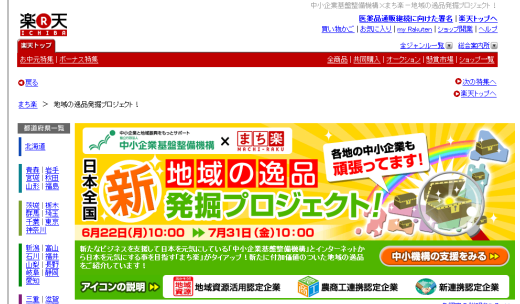 中小企業基盤整備機構×まち楽－地域の逸品発掘プロジェクト！
楽天
ICHIBA
医薬品通販継続に向けた署名｜楽天トップへ
買い物かご｜お気に入り｜my Rakuten｜ショップ開業｜ヘルプ
楽天トップ
全ジャンル一覧 総合案内所
お中元特集｜ボーナス特集
全商品｜共同購入｜オークション｜懸賞市場｜ショップ一覧
戻る
次の特集へ
楽天トップへ
まち楽 ＞ 地域の逸品発掘プロジェクト！
都道府県一覧
北海道
青森｜岩手
宮城｜秋田
山形｜福島
茨城｜栃木
群馬｜埼玉
千葉｜東京
神奈川
新潟｜富山
石川｜福井
山梨｜長野
岐阜｜静岡
愛知
三重｜滋賀
中小企業と地域振興をもっとサポート
中小企業基盤整備機構 × まち楽
MACHI-RAKU
各地の中小企業も
頑張ってます!
日本全国
新 地域の逸品
発掘プロジェクト!
6月22日(月)10:00 7月31日(金)10:00
新たなビジネスを支援して日本を元気にしている「中小企業基盤整備機構」とインターネットか
ら日本を元気にする事を目指す「まち楽」がタイアップ！新たに付加価値のついた地域の逸品
をご紹介しています！
中小機構の支援をみる
アイコンの説明
地域資源 地域資源活用認定企業
農商工連携認定企業
新連携認定企業